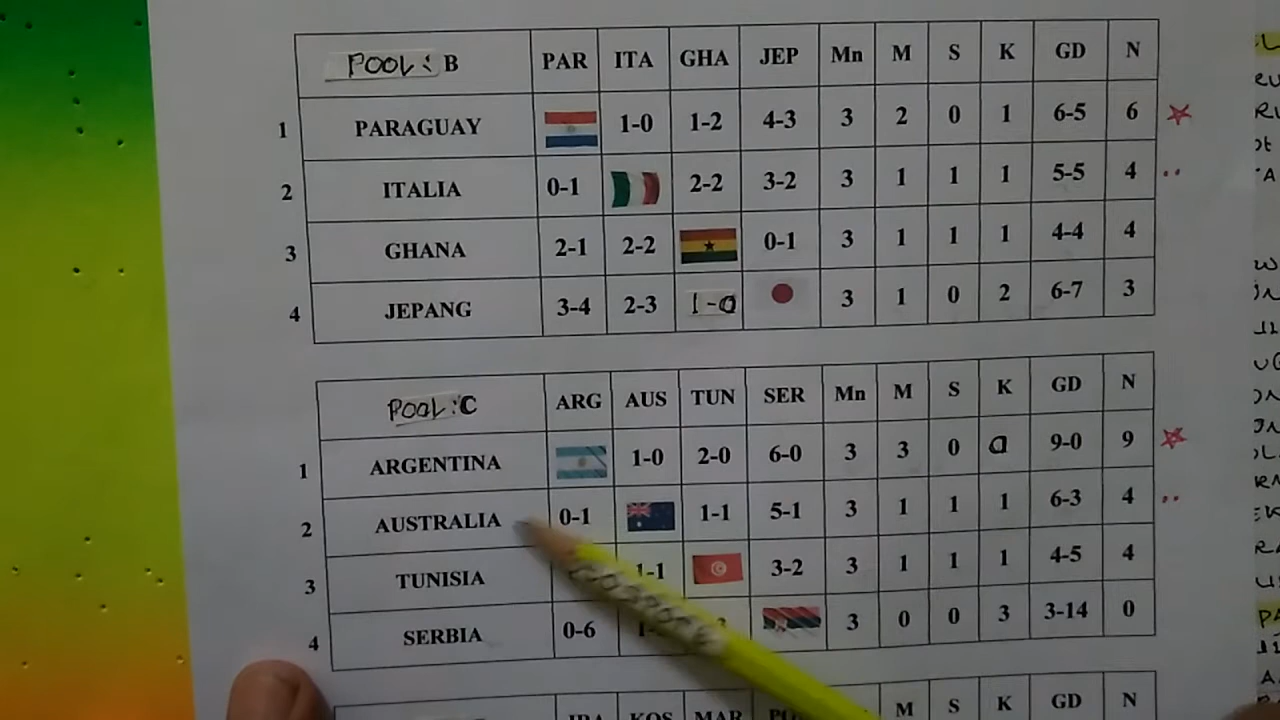 POOL : B PAR ITA GHA JEP Mn M S K GD N
1 PARAGUAY 1-0 1-2 4-3 3 2 0 1 6-5 6
2 ITALIA 0-1 2-2 3-2 3 1 1 1 5-5 4
3 GHANA 2-1 2-2 0-1 3 1 1 1 4-4 4
4 JEPANG 3-4 2-3 1-0 3 1 0 2 6-7 3
POOL : C ARG AUS TUN SER Mn M S K GD N
1 ARGENTINA 1-0 2-0 6-0 3 3 0 0 9-0 9
2 AUSTRALIA 0-1 1-1 5-1 3 1 1 1 6-3 4
3 TUNISIA 1-1 3-2 3 1 1 1 4-5 4
4 SERBIA 0-6 3 0 0 3 3-14 0
KOS MAR M S K GD N